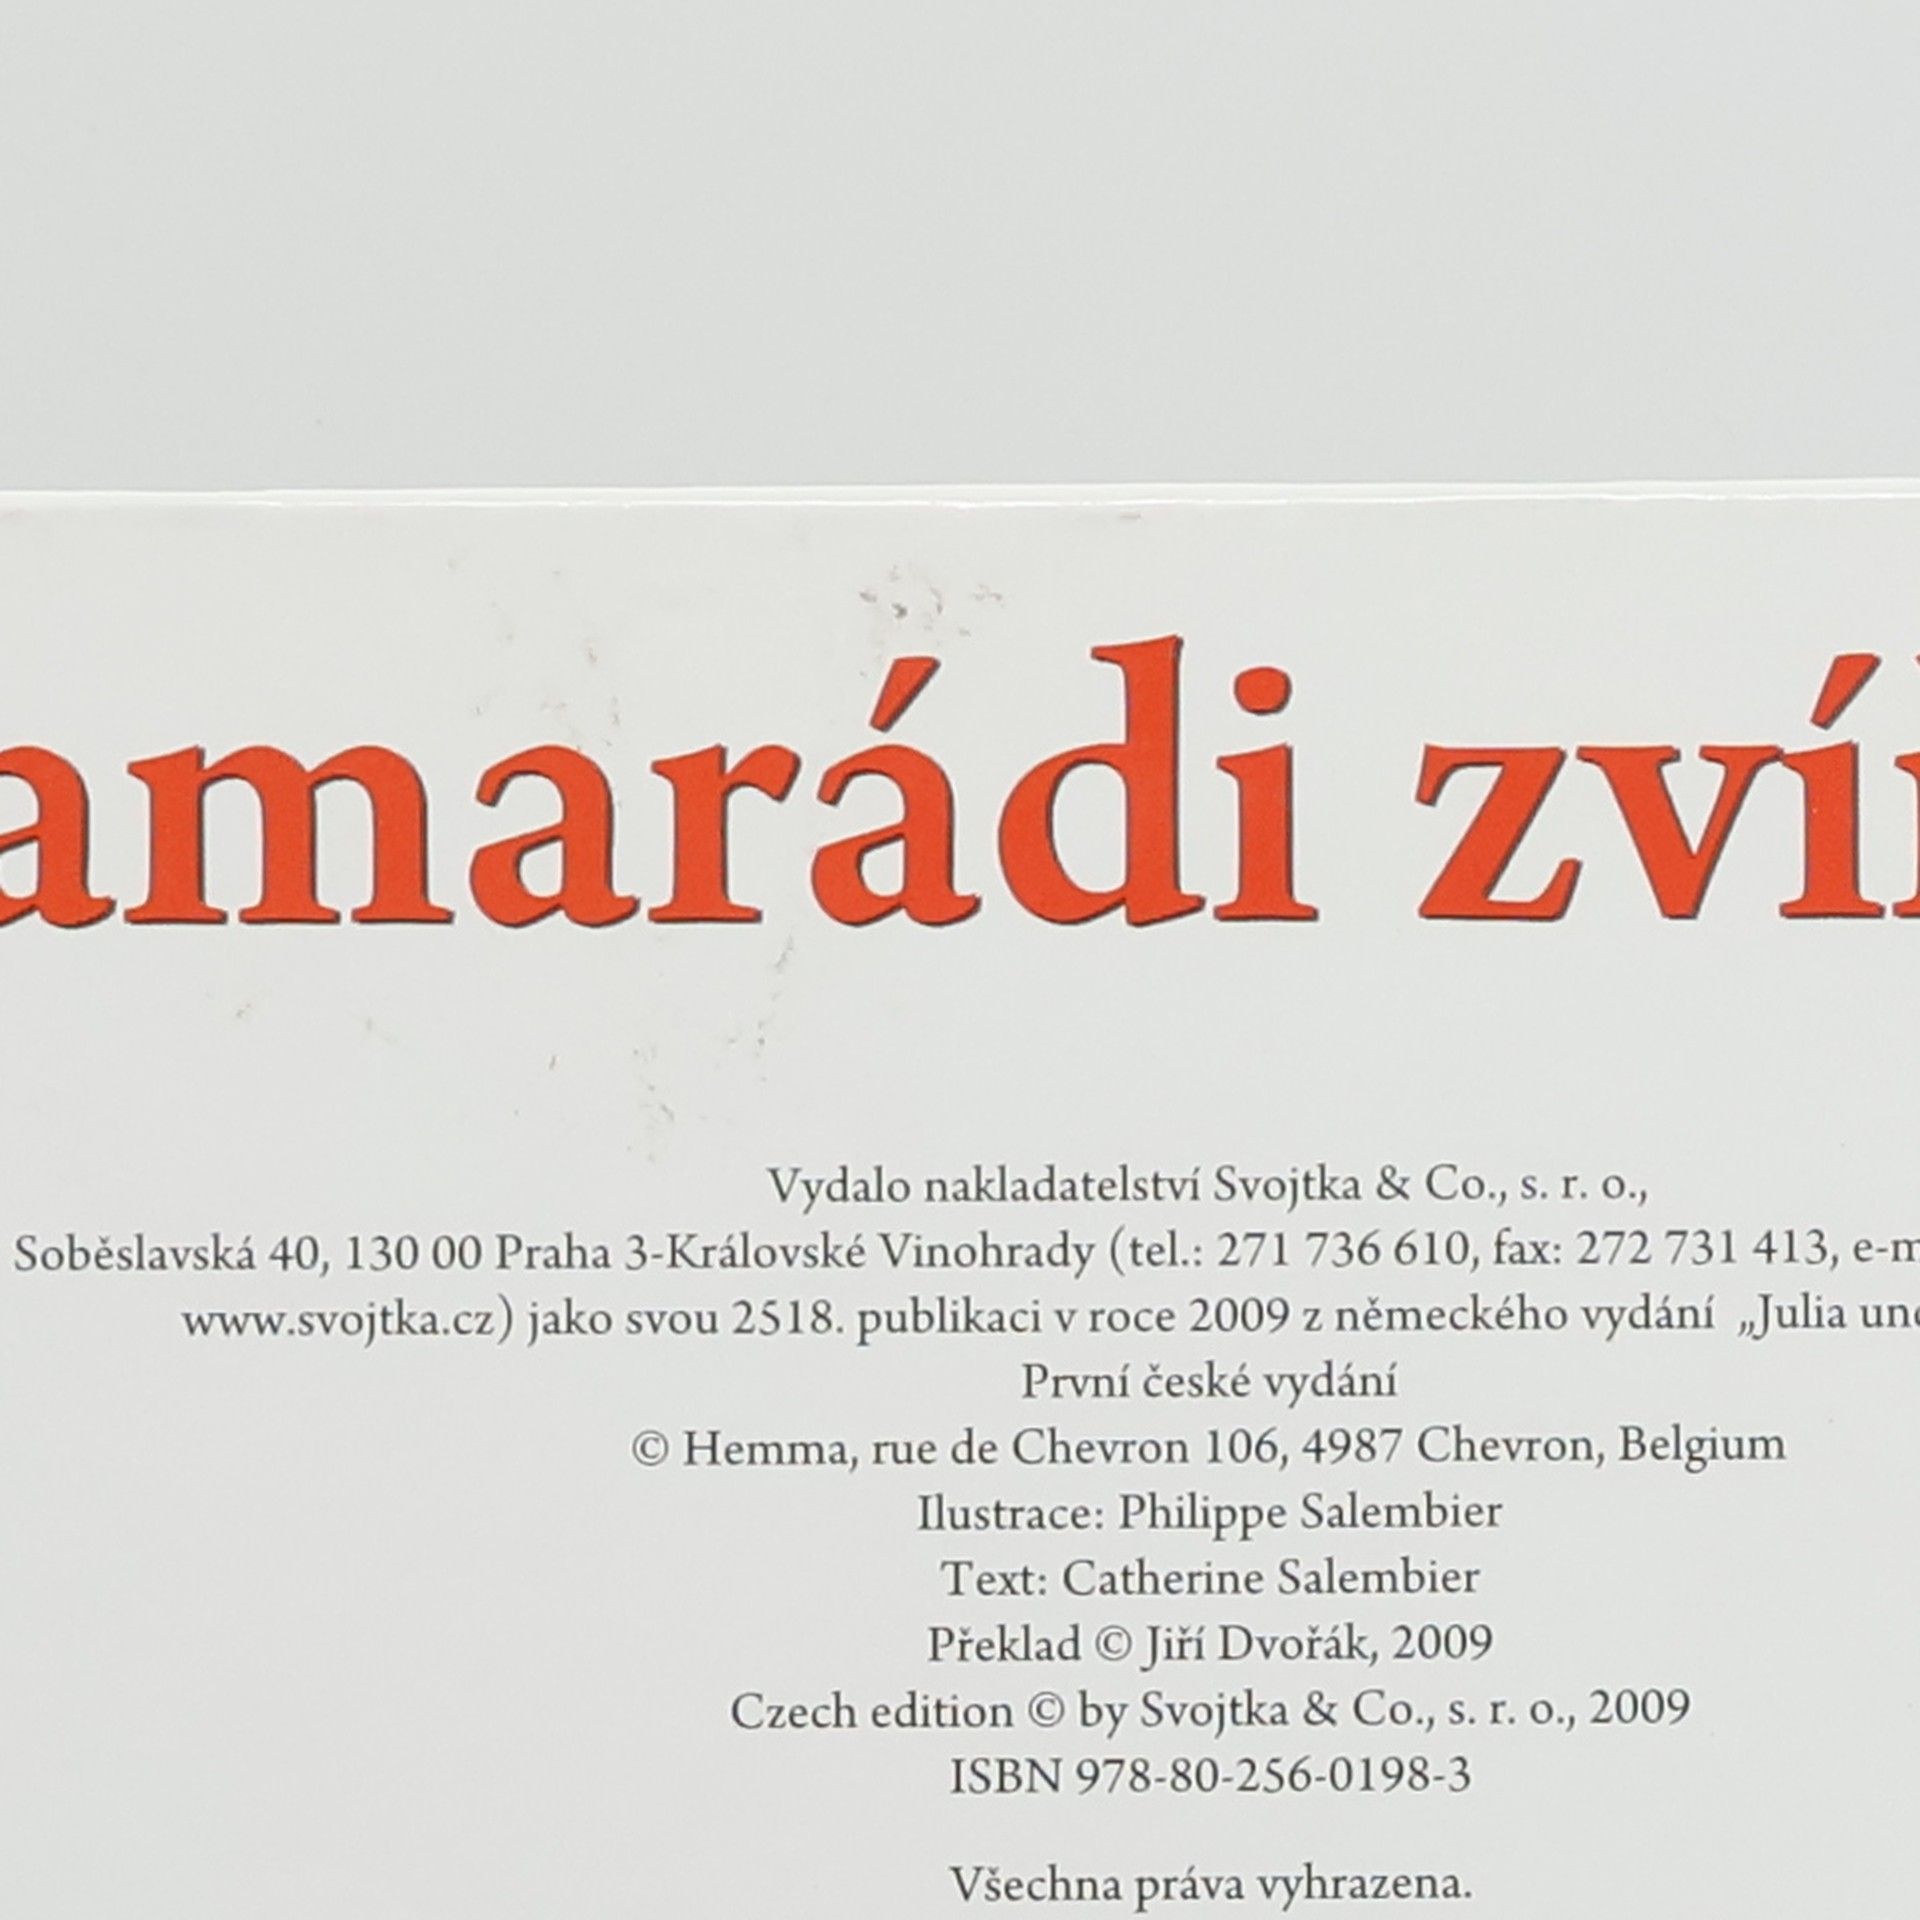 amarádi zví
Vydalo nakladatelství Svojtka & Co., s. r. o.,
Soběslavská 40, 130 00 Praha 3-Královské Vinohrady (tel.: 271 736 610, fax: 272 731 413, e-m
www.svojtka.cz) jako svou 2518. publikaci v roce 2009 z německého vydání „Julia und
První české vydání
© Hemma, rue de Chevron 106, 4987 Chevron, Belgium
Ilustrace: Philippe Salembier
Text: Catherine Salembier
Překlad © Jiří Dvořák, 2009
Czech edition © by Svojtka & Co., s. r. o., 2009
ISBN 978-80-256-0198-3
Všechna práva vyhrazena.